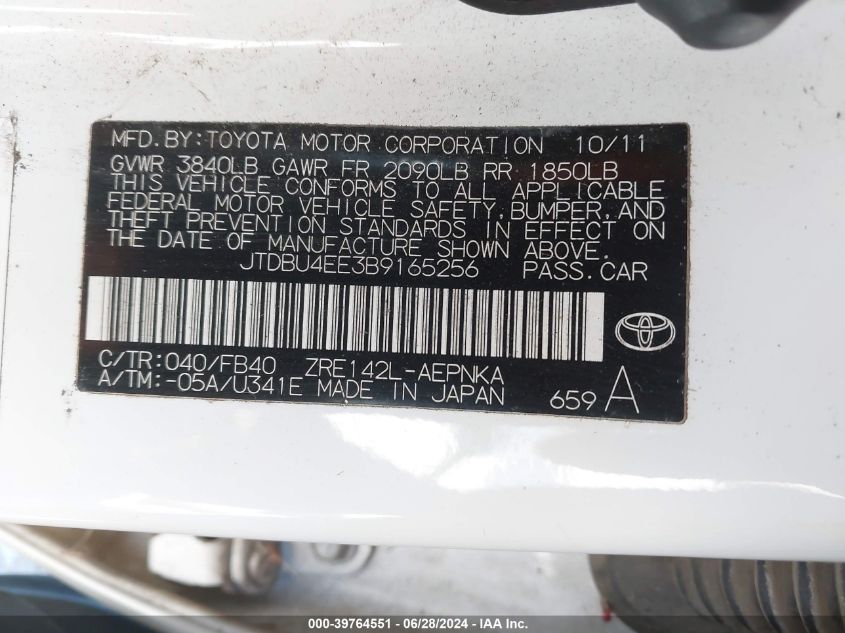 MFD.BY:TOYOTA MOTOR CORPORATION 10/11
GVWR 3840LB GAWR FR 2090LB RR 1850LB
THIS VEHICLE CONFORMS TO ALL APPLICABLE
FEDERAL MOTOR VEHICLE SAFETY, BUMPER, AND
THEFT PREVENTION STANDARDS IN EFFECT ON
THE DATE OF MANUFACTURE SHOWN ABOVE.
JTDBU4EE3B9165256 PASS.CAR
C/TR:040/FB40 ZRE142L-AEPNKA
A/TM:-05A/U341E MADE IN JAPAN 659 A
000-39764551 - 06/28/2024 - IAA